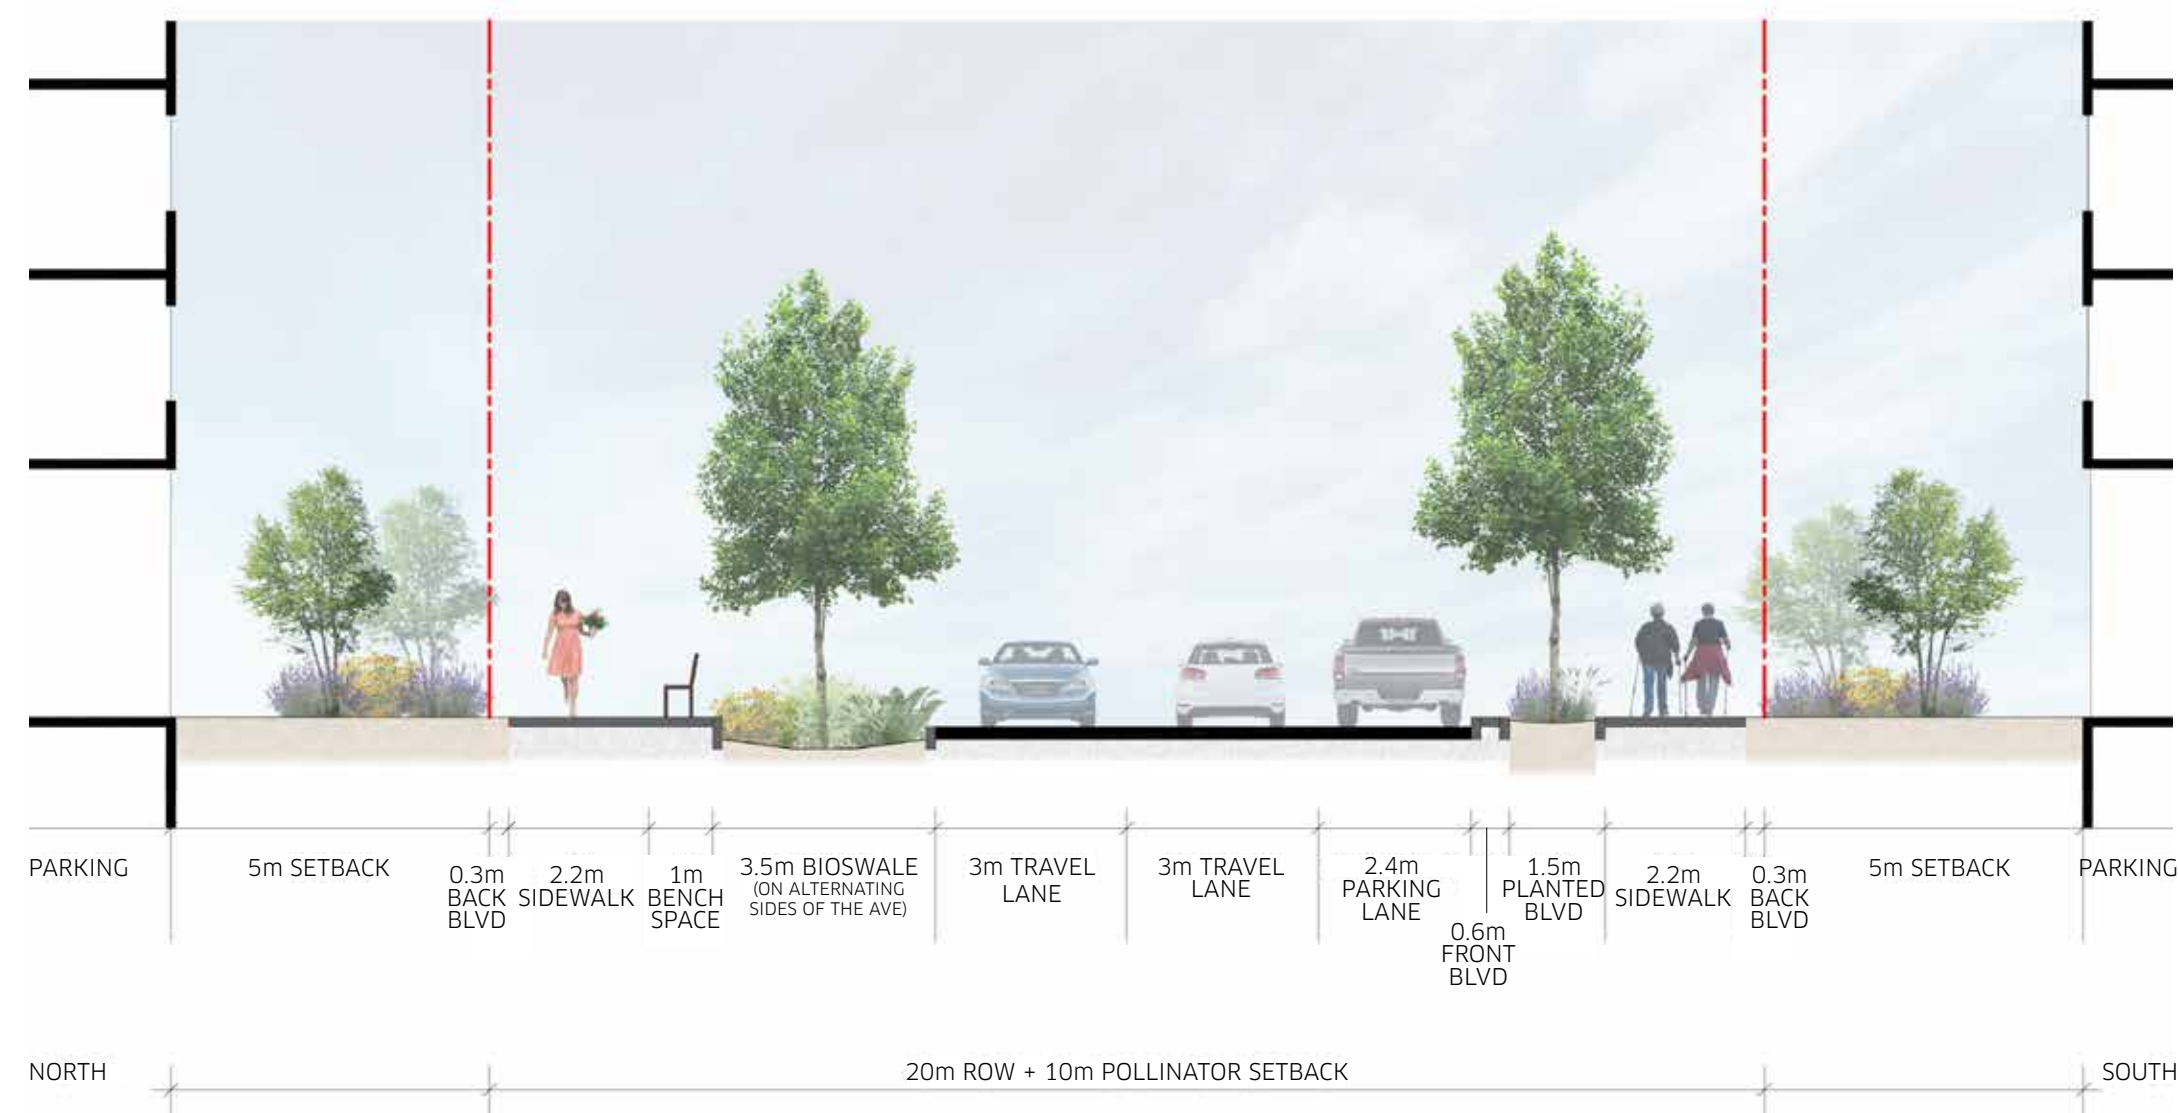 PARKING
5m SETBACK
0.3m
BACK
BLVD
2.2m
SIDEWALK
1m
BENCH
SPACE
3.5m BIOSWALE
(ON ALTERNATING
SIDES OF THE AVE)
3m TRAVEL
LANE
3m TRAVEL
LANE
2.4m
PARKING
LANE
0.6m
FRONT
BLVD
1.5m
PLANTED
BLVD
2.2m
SIDEWALK
0.3m
BACK
BLVD
5m SETBACK
PARKING
NORTH
20m ROW + 10m POLLINATOR SETBACK
SOUTH